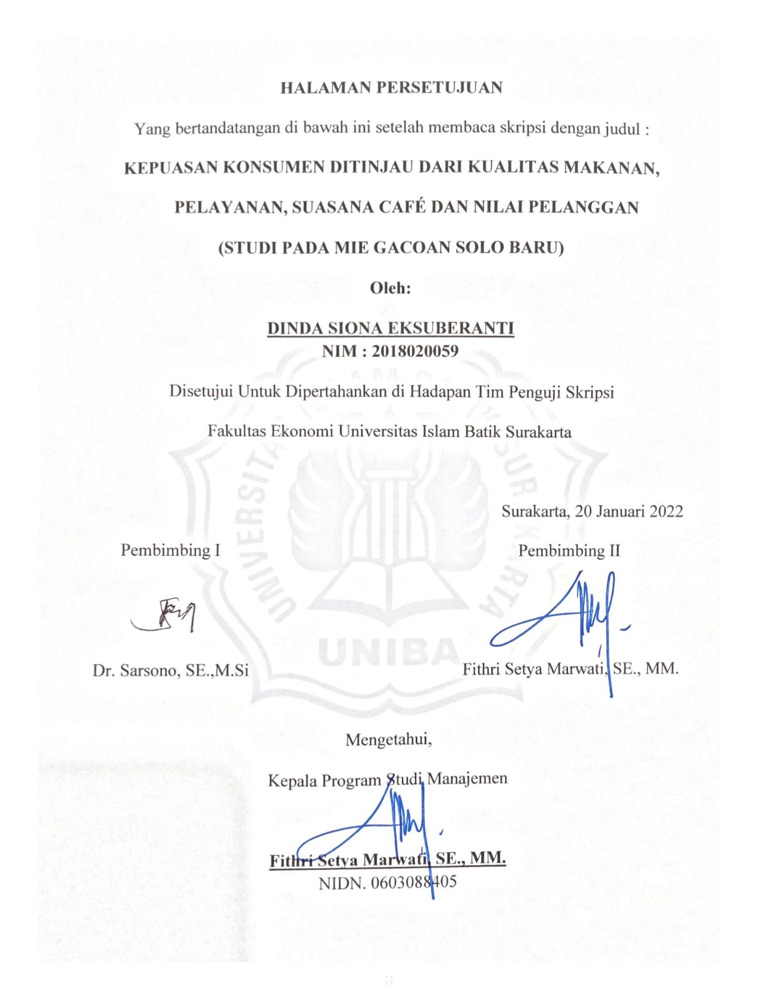 HALAMAN PERSETUJUAN
Yang bertandatangan di bawah ini setelah membaca skripsi dengan judul :
KEPUASAN KONSUMEN DITINJAU DARI KUALITAS MAKANAN,
PELAYANAN, SUASANA CAFÉ DAN NILAI PELANGGAN
(STUDI PADA MIE GACOAN SOLO BARU)
Oleh:
DINDA SIONA EKSUBERANTI
NIM : 2018020059
Disetujui Untuk Dipertahankan di Hadapan Tim Penguji Skripsi
Fakultas Ekonomi Universitas Islam Batik Surakarta
Surakarta, 20 Januari 2022
Pembimbing I
Pembimbing II
UNIBA
Dr. Sarsono, SE.,M.Si
Fithri Setya Marwati, SE., MM.
Mengetahui,
Kepala Program Studi Manajemen
Fithri Setya Marwati, SE., MM.
NIDN. 0603088405
ii